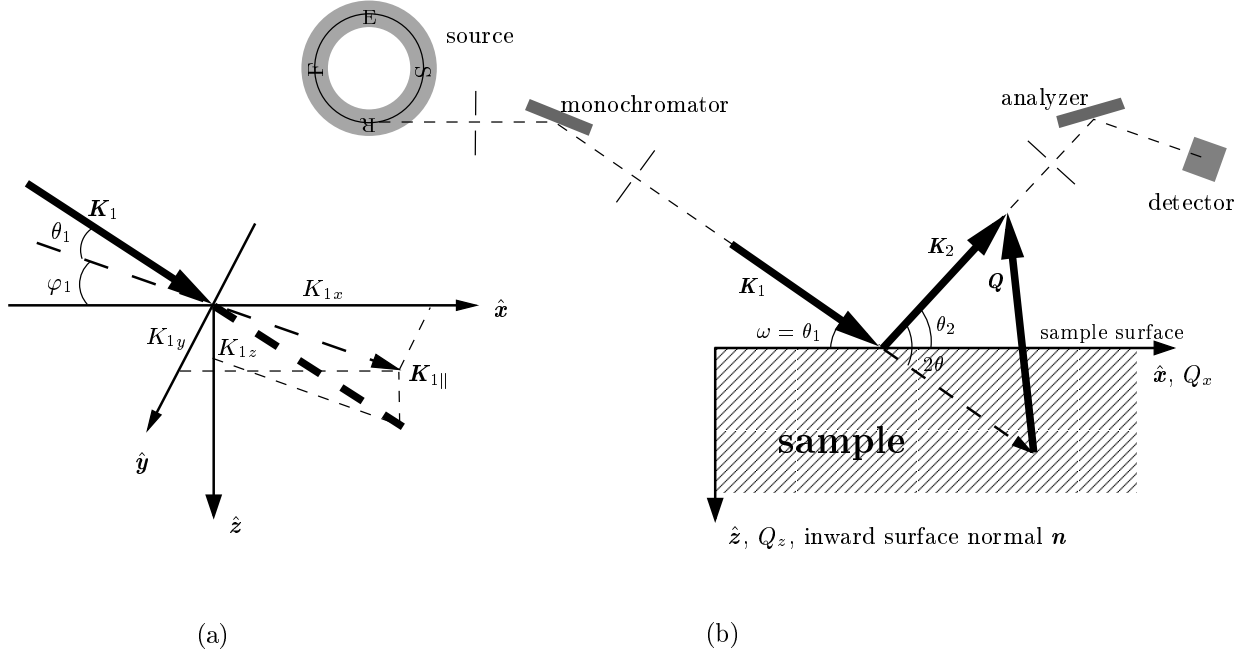 E
S
R
F
source
monochromator
analyzer
detector
K₁
θ₁
φ₁
K₁ₓ
x̂
K₁y
K₁z
K₁∥
ŷ
ẑ
(a)
K₁
K₂
Q
ω = θ₁
θ₂
2θ
sample surface
x̂, Qₓ
sample
ẑ, Q_z, inward surface normal n
(b)